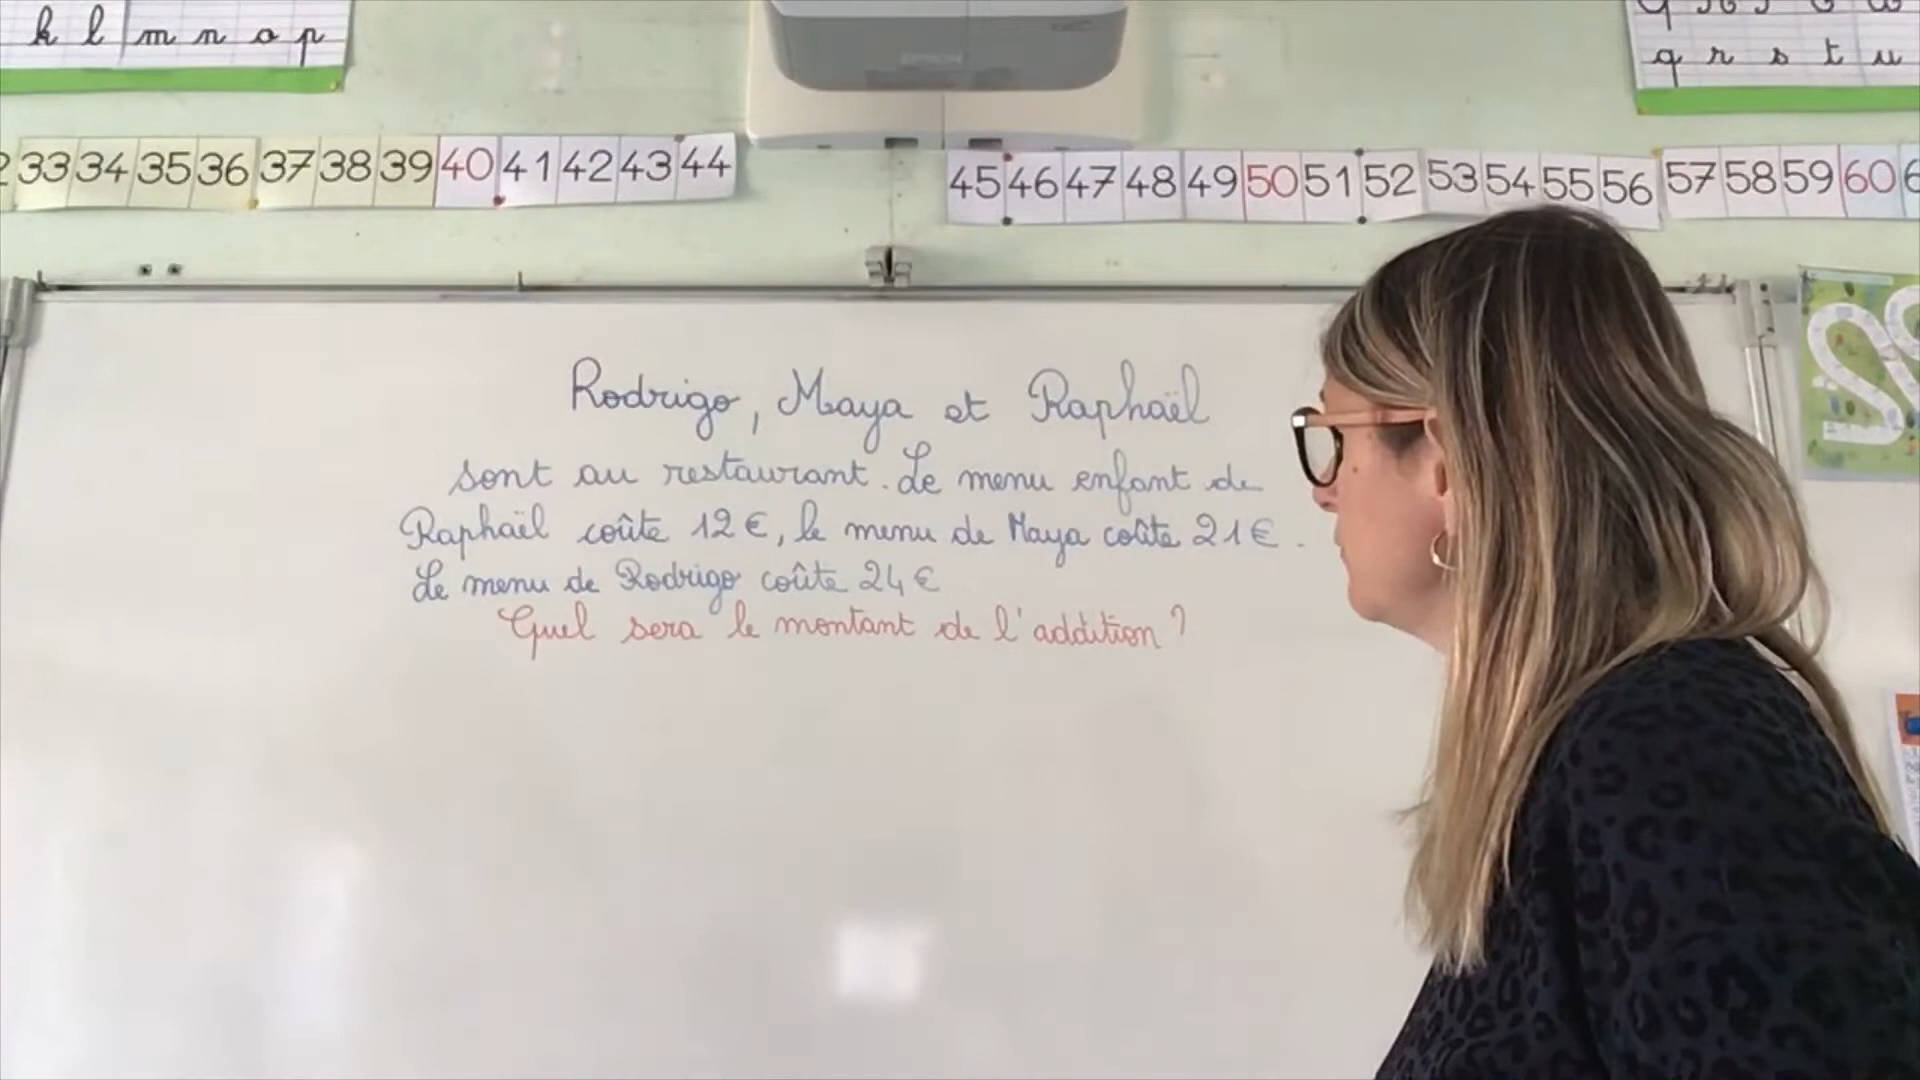 k l m n o p
q r s t u
33 34 35 36 37 38 39 40 41 42 43 44
45 46 47 48 49 50 51 52 53 54 55 56 57 58 59 60 6
EPSON
Rodrigo, Maya et Raphaël
sont au restaurant. Le menu enfant de
Raphaël coûte 12 €, le menu de Maya coûte 21 € .
Le menu de Rodrigo coûte 24 €
Quel sera le montant de l'addition ?